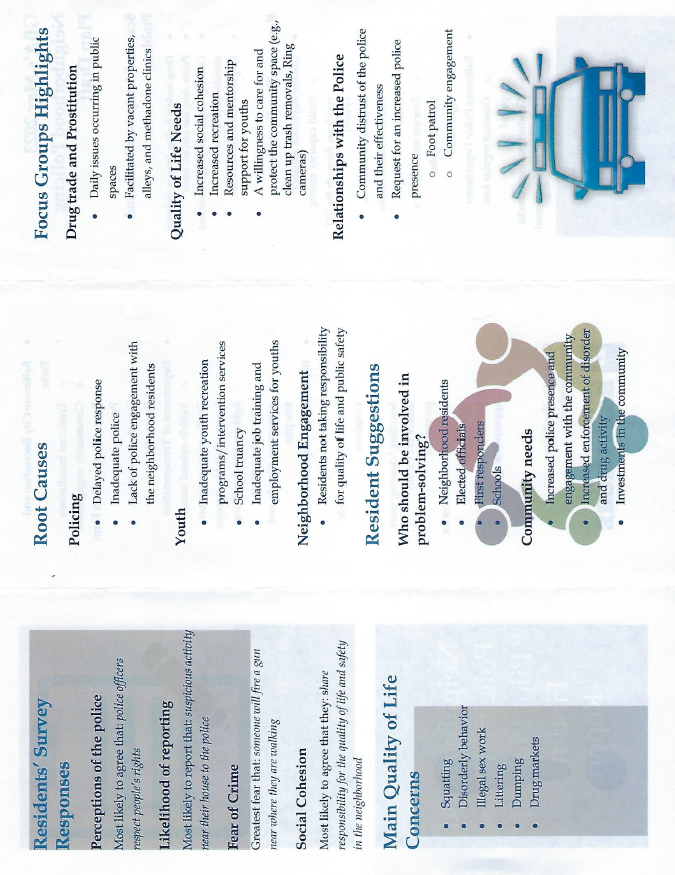 Residents' Survey
Responses
Perceptions of the police
Most likely to agree that: police officers
respect people's rights
Likelihood of reporting
Most likely to report that: suspicious activity
near their house to the police
Fear of Crime
Greatest fear that: someone will fire a gun
near where they are walking
Social Cohesion
Most likely to agree that they: share
responsibility for the quality of life and safety
in the neighborhood
Main Quality of Life
Concerns
• Squatting
• Disorderly behavior
• Illegal sex work
• Littering
• Dumping
• Drug markets
Root Causes
Policing
• Delayed police response
• Inadequate police
• Lack of police engagement with
the neighborhood residents
Youth
• Inadequate youth recreation
programs/intervention services
• School truancy
• Inadequate job training and
employment services for youths
Neighborhood Engagement
• Residents not taking responsibility
for quality of life and public safety
Resident Suggestions
Who should be involved in
problem-solving?
• Neighborhood residents
• Elected officials
• First responders
• Schools
Community needs
• Increased police presence and
engagement with the community
• Increased enforcement of disorder
and drug activity
• Investments in the community
Focus Groups Highlights
Drug trade and Prostitution
• Daily issues occurring in public
spaces
• Facilitated by vacant properties,
alleys, and methadone clinics
Quality of Life Needs
• Increased social cohesion
• Increased recreation
• Resources and mentorship
support for youths
• A willingness to care for and
protect the community space (e.g.,
clean up trash removals, Ring
cameras)
Relationships with the Police
• Community distrust of the police
and their effectiveness
• Request for an increased police
presence
o Foot patrol
o Community engagement